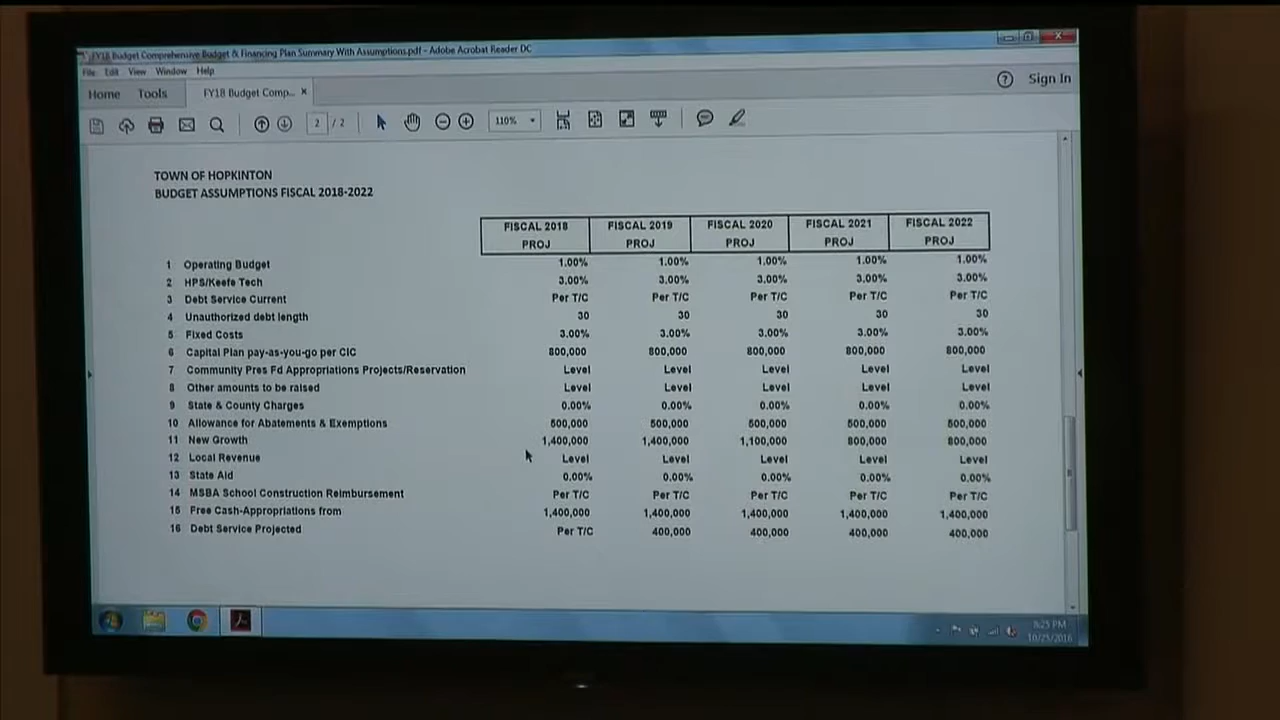 FY18 Budget Comprehensive Budget & Financing Plan Summary With Assumptions.pdf - Adobe Acrobat Reader DC
File Edit View Window Help
Home Tools FY18 Budget Comp... × ? Sign In
2 / 2 110%
TOWN OF HOPKINTON
BUDGET ASSUMPTIONS FISCAL 2018-2022
FISCAL 2018 FISCAL 2019 FISCAL 2020 FISCAL 2021 FISCAL 2022
PROJ PROJ PROJ PROJ PROJ
1 Operating Budget 1.00% 1.00% 1.00% 1.00% 1.00%
2 HPS/Keefe Tech 3.00% 3.00% 3.00% 3.00% 3.00%
3 Debt Service Current Per T/C Per T/C Per T/C Per T/C Per T/C
4 Unauthorized debt length 30 30 30 30 30
5 Fixed Costs 3.00% 3.00% 3.00% 3.00% 3.00%
6 Capital Plan pay-as-you-go per CIC 800,000 800,000 800,000 800,000 800,000
7 Community Pres Fd Appropriations Projects/Reservation Level Level Level Level Level
8 Other amounts to be raised Level Level Level Level Level
9 State & County Charges 0.00% 0.00% 0.00% 0.00% 0.00%
10 Allowance for Abatements & Exemptions 500,000 500,000 500,000 500,000 500,000
11 New Growth 1,400,000 1,400,000 1,100,000 800,000 800,000
12 Local Revenue Level Level Level Level Level
13 State Aid 0.00% 0.00% 0.00% 0.00% 0.00%
14 MSBA School Construction Reimbursement Per T/C Per T/C Per T/C Per T/C Per T/C
15 Free Cash-Appropriations from 1,400,000 1,400,000 1,400,000 1,400,000 1,400,000
16 Debt Service Projected Per T/C 400,000 400,000 400,000 400,000
8:25 PM
10/25/2016